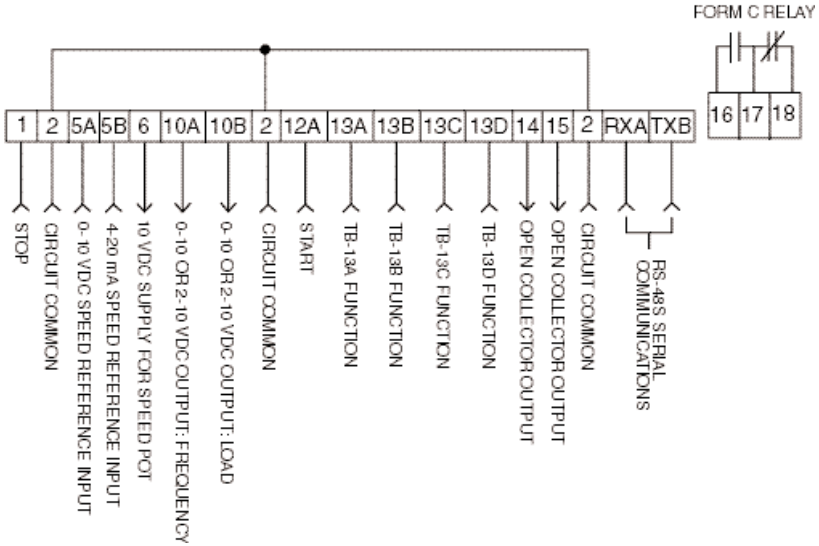 FORM C RELAY
1 2 5A 5B 6 10A 10B 2 12A 13A 13B 13C 13D 14 15 2 RXA TXB
16 17 18
STOP
CIRCUIT COMMON
0-10 VDC SPEED REFERENCE INPUT
4-20 mA SPEED REFERENCE INPUT
10 VDC SUPPLY FOR SPEED POT
0-10 OR 2-10 VDC OUTPUT: FREQUENCY
0-10 OR 2-10 VDC OUTPUT: LOAD
CIRCUIT COMMON
START
TB-13A FUNCTION
TB-13B FUNCTION
TB-13C FUNCTION
TB-13D FUNCTION
OPEN COLLECTOR OUTPUT
OPEN COLLECTOR OUTPUT
CIRCUIT COMMON
RS-48S SERIAL
COMMUNICATIONS